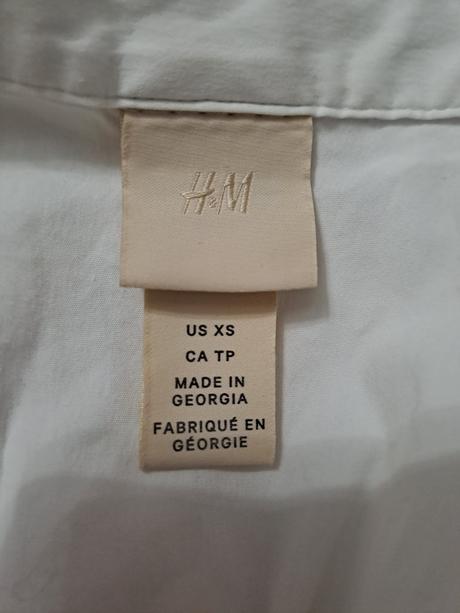 H&M
US XS
CA TP
MADE IN
GEORGIA
FABRIQUÉ EN
GÉORGIE